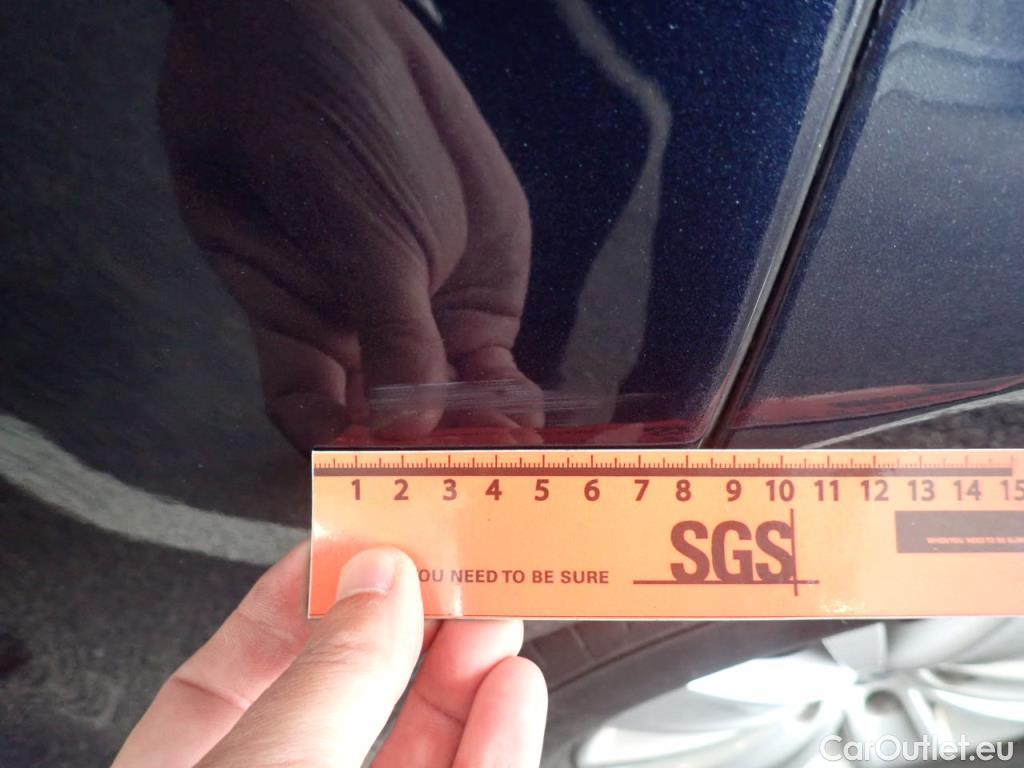 1 2 3 4 5 6 7 8 9 10 11 12 13 14 15
SGS
OU NEED TO BE SURE
CarOutlet.eu